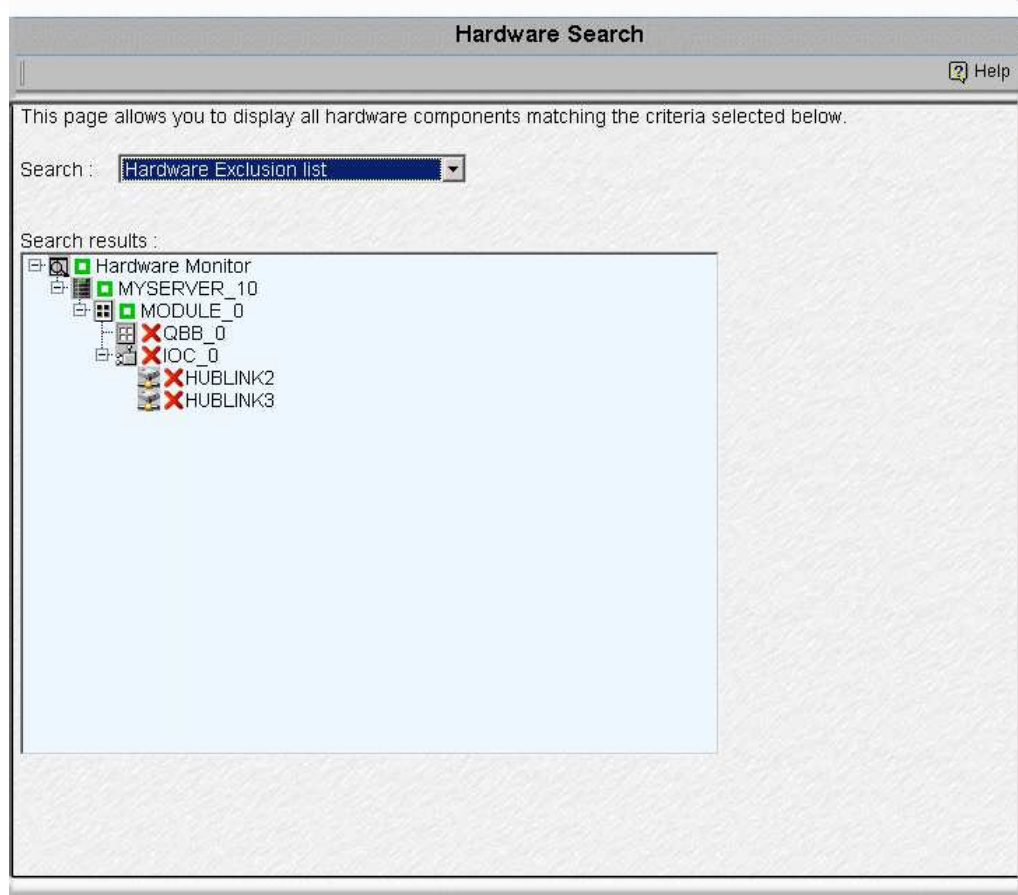 Hardware Search
Help
This page allows you to display all hardware components matching the criteria selected below.
Search : Hardware Exclusion list
Search results :
Hardware Monitor
MYSERVER_10
MODULE_0
QBB_0
IOC_0
HUBLINK2
HUBLINK3